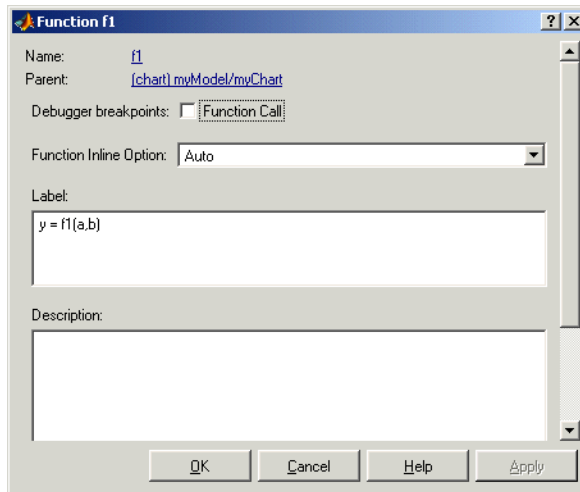 Function f1
Name: f1
Parent: (chart) myModel/myChart
Debugger breakpoints: Function Call
Function Inline Option: Auto
Label:
y = f1(a,b)
Description:
OK Cancel Help Apply